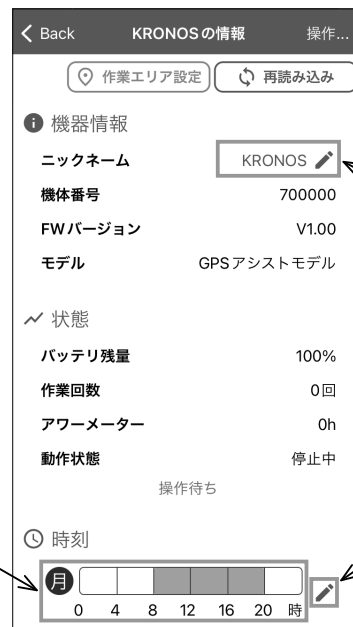 Back KRONOSの情報 操作...
作業エリア設定 再読み込み
機器情報
ニックネーム KRONOS
機体番号 700000
FWバージョン V1.00
モデル GPSアシストモデル
状態
バッテリ残量 100%
作業回数 0回
アワーメーター 0h
動作状態 停止中
操作待ち
時刻
月
0 4 8 12 16 20 時